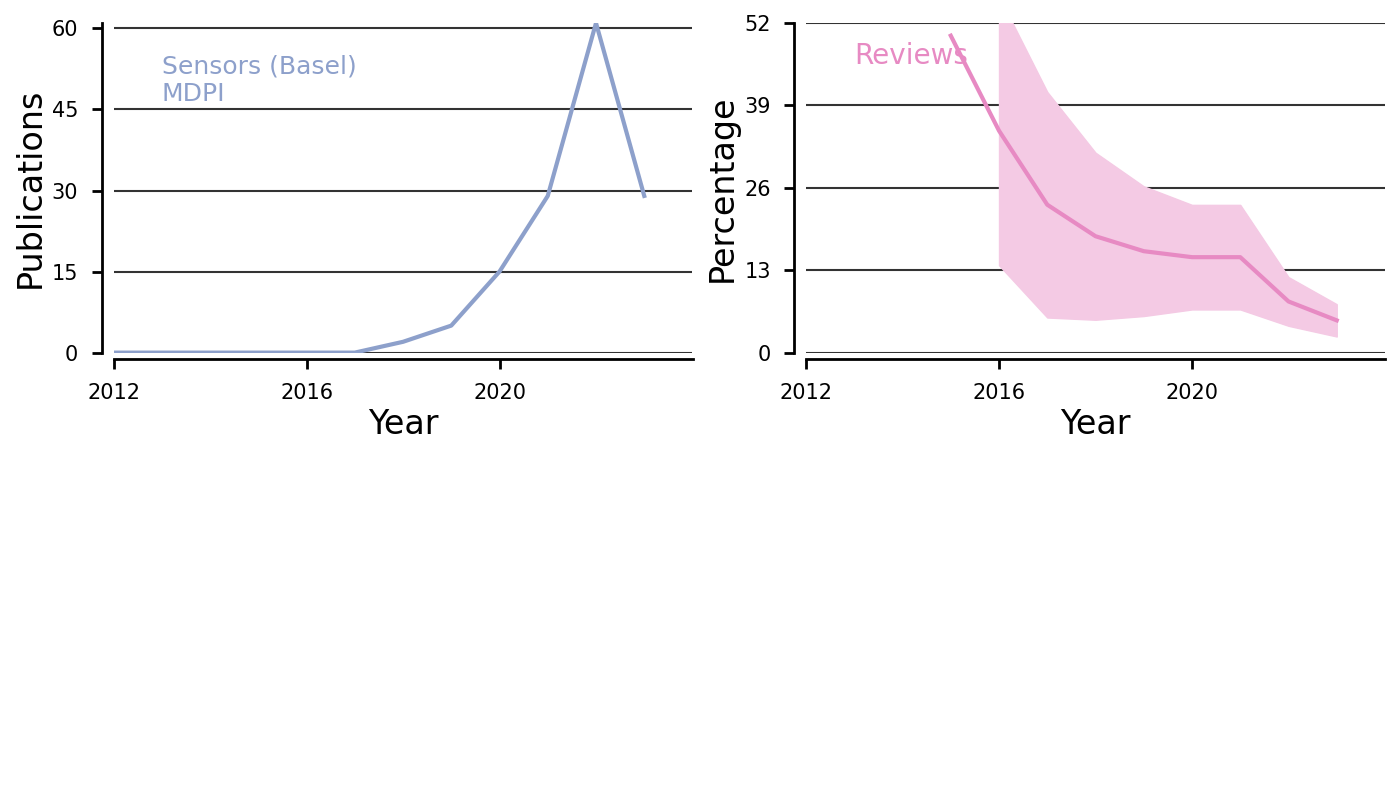 Publications
60
45
30
15
0
Sensors (Basel)
MDPI
2012
2016
2020
Year
Percentage
52
39
26
13
0
Reviews
2012
2016
2020
Year